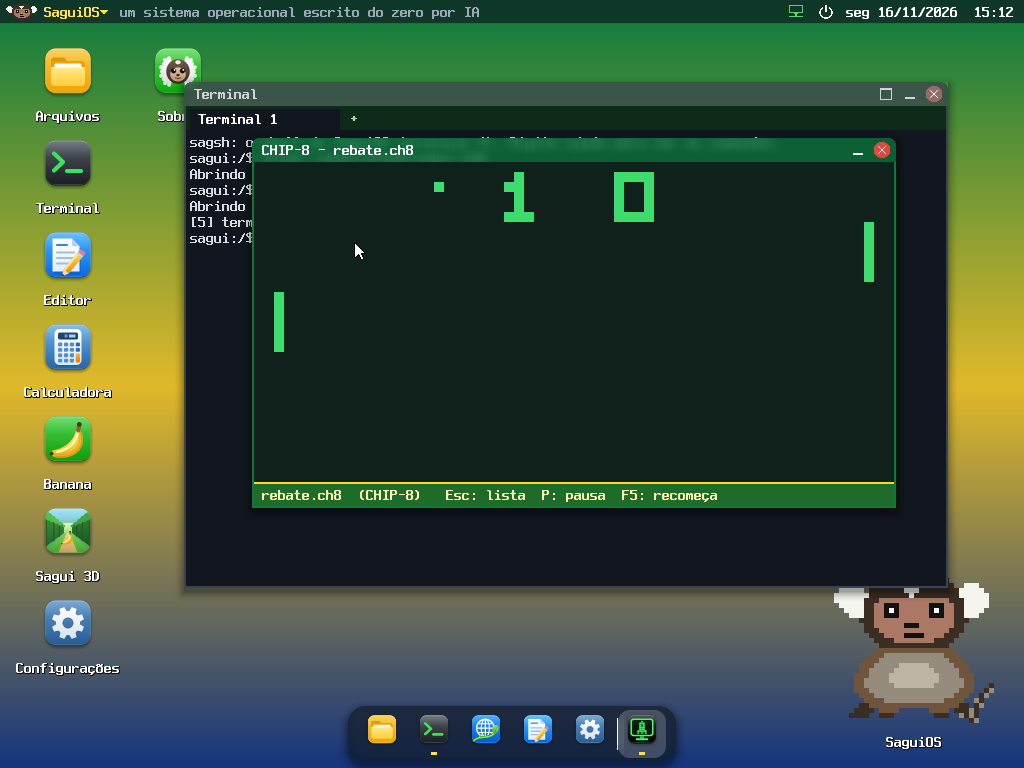 SaguiOS um sistema operacional escrito do zero por IA
seg 16/11/2026 15:12
Arquivos
Terminal
Editor
Calculadora
Banana
Sagui 3D
Configurações
Terminal
Terminal 1 +
sagsh:
sagui:/$
Abrindo
sagui:/$
Abrindo
[5]
sagui:/$
CHIP-8 - rebate.ch8
1 0
rebate.ch8 (CHIP-8) Esc: lista P: pausa F5: recomeça
SaguiOS